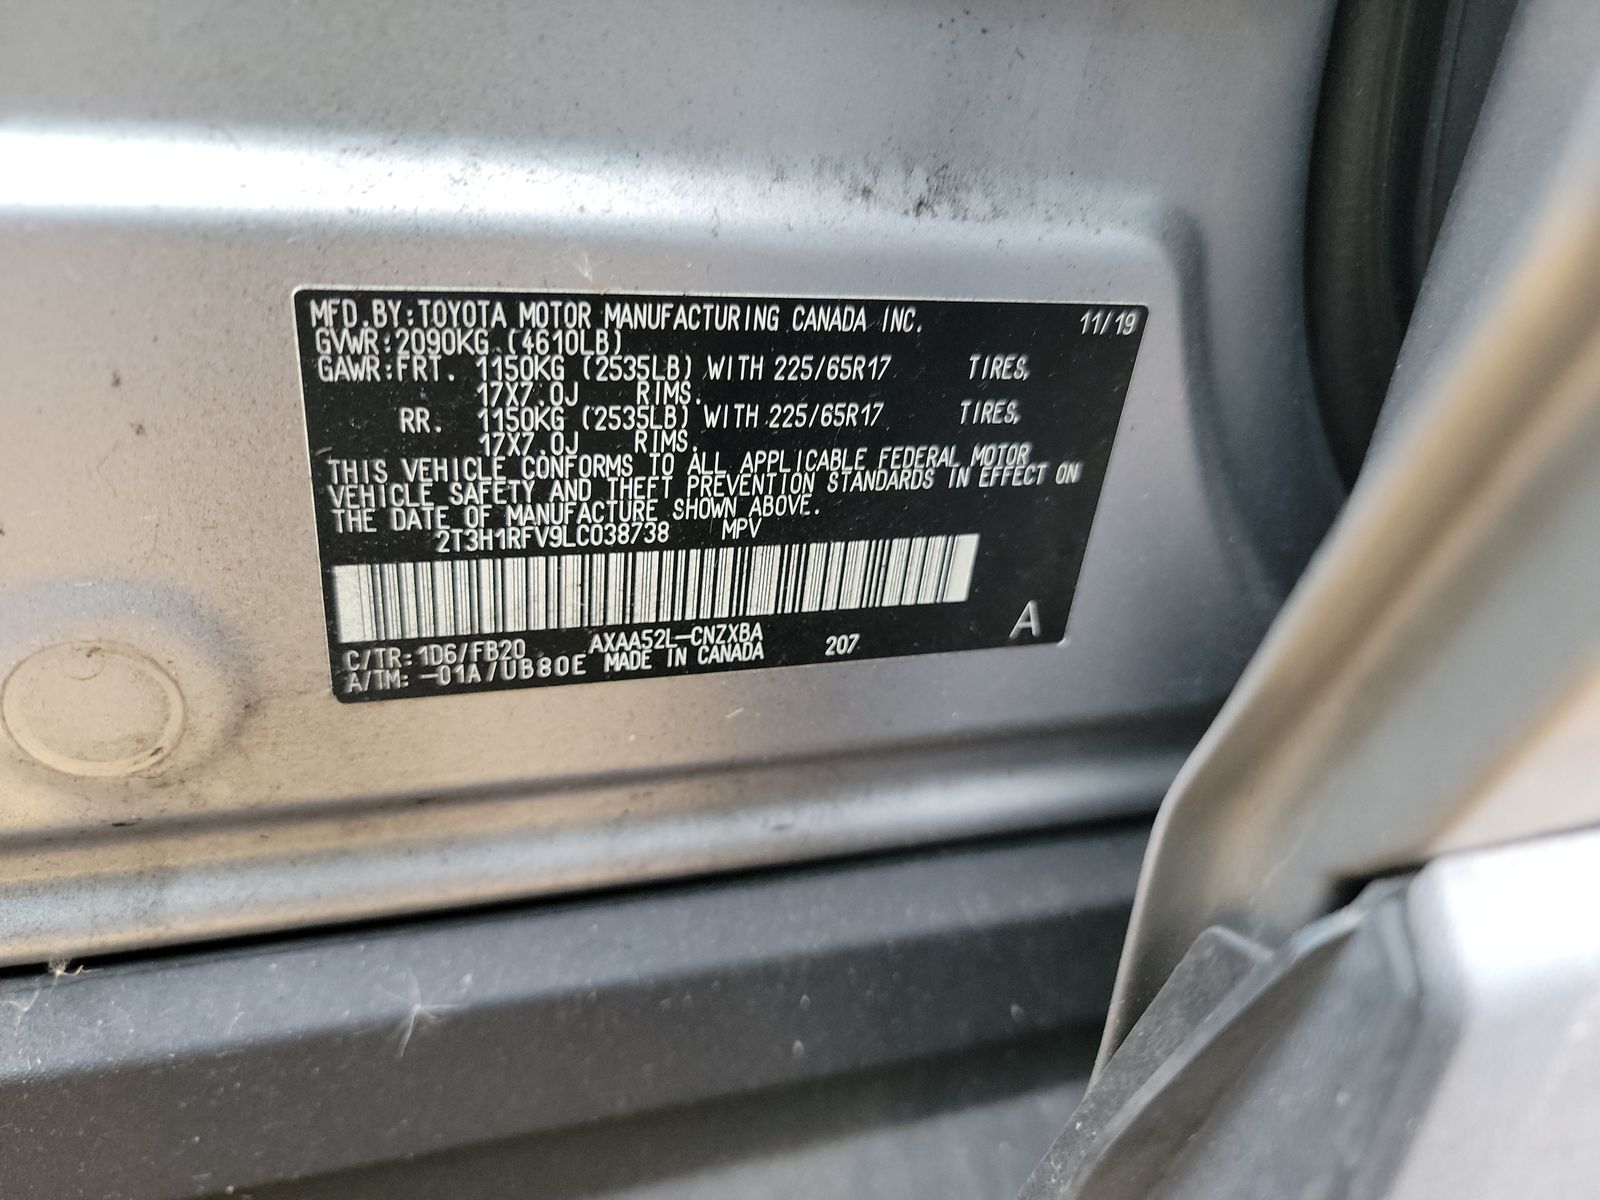 MFD.BY:TOYOTA MOTOR MANUFACTURING CANADA INC. 11/19
GVWR:2090KG (4610LB)
GAWR:FRT. 1150KG (2535LB) WITH 225/65R17 TIRES,
17X7.0J RIMS.
RR. 1150KG (2535LB) WITH 225/65R17 TIRES,
17X7.0J RIMS.
THIS VEHICLE CONFORMS TO ALL APPLICABLE FEDERAL MOTOR
VEHICLE SAFETY AND THEFT PREVENTION STANDARDS IN EFFECT ON
THE DATE OF MANUFACTURE SHOWN ABOVE.
2T3H1RFV9LC038738 MPV
C/TR:1D6/FB20 AXAA52L-CNZXBA 207 A
A/TM:-01A/UB80E MADE IN CANADA